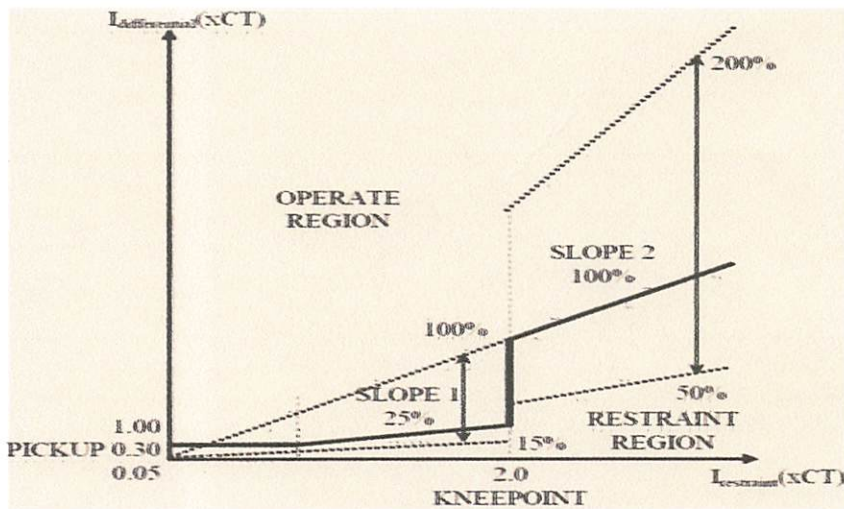 Idifferential(xCT)
200%
OPERATE
REGION
SLOPE 2
100%
100%
SLOPE 1
25%
50%
1.00
RESTRAINT
REGION
15%
PICKUP 0.30
0.05
2.0
Irestraint(xCT)
KNEEPOINT